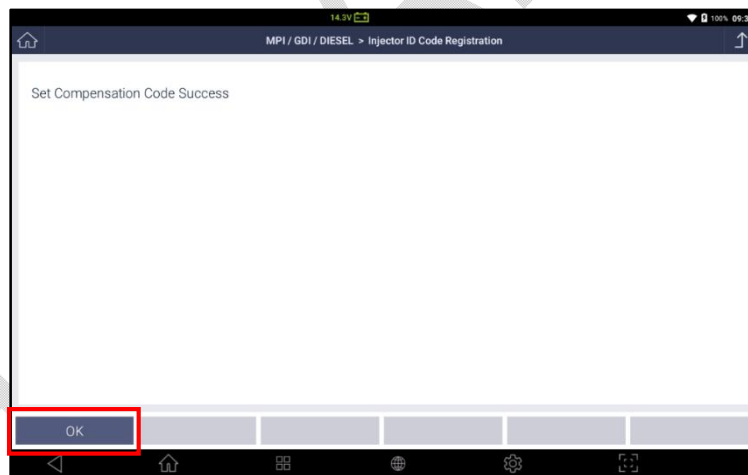 14.3V
100% 09:3
MPI / GDI / DIESEL > Injector ID Code Registration
Set Compensation Code Success
OK